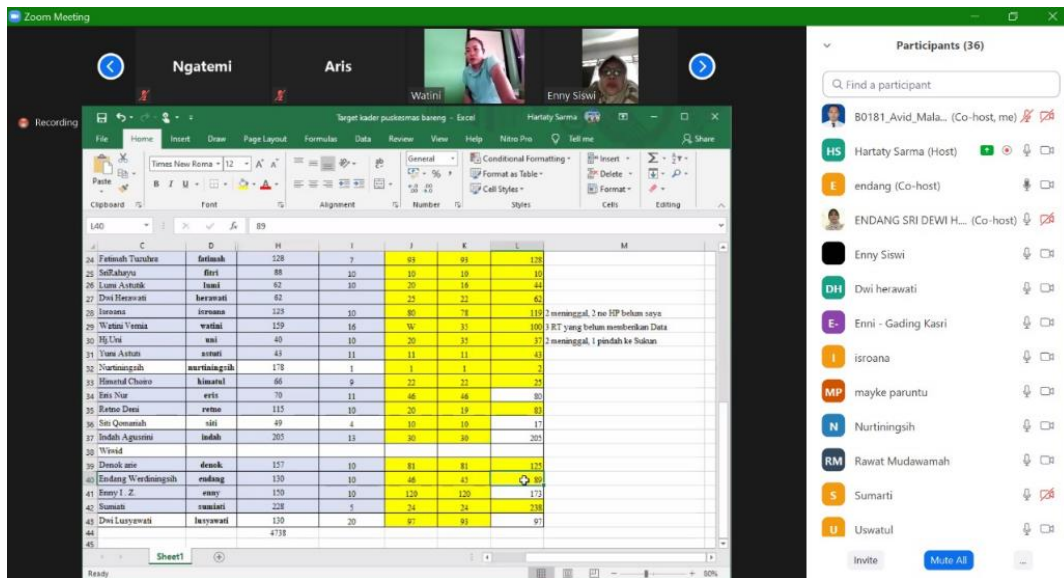 Zoom Meeting
Ngatemi
Aris
Watini
Enny Siswi
Recording
Target kader puskesmas bareng - Excel
Hartaty Sarma
File Home Insert Draw Page Layout Formulas Data Review View Help Nitro Pro Tell me Share
Paste
Times New Roma 12
General
Conditional Formatting
Format as Table
Cell Styles
Insert
Delete
Format
Clipboard Font Alignment Number Styles Cells Editing
L40 fx 89
C D H I J K L M
24 Fatimah Tuzuhra fatimah 128 7 93 93 128
25 SriRahayu fitri 88 10 10 10 10
26 Lumi Astutik lumi 62 10 20 16 44
27 Dwi Herawati herawati 62 25 22 62
28 Isroana isroana 123 10 80 78 119 2 meninggal, 2 no HP belum saya
29 Watini Vernia watini 159 16 W 35 100 3 RT yang belum memberikan Data
30 Hj.Uni uni 40 10 20 35 37 2 meninggal, 1 pindah ke Sukun
31 Yuni Astuti astuti 43 11 11 11 43
32 Nurtiningsih nurtiningsih 178 1 1 1 2
33 Himatul Choiro himatul 66 9 22 22 25
34 Eris Nur eris 70 11 46 46 80
35 Retno Deni retno 115 10 20 19 83
36 Siti Qomariah siti 49 4 10 10 17
37 Indah Agusrini indah 205 13 30 30 205
38 Wiwid
39 Denok arie denok 157 10 81 81 125
40 Endang Werdiningsih endang 130 10 46 45 89
41 Enny I . Z. enny 150 10 120 120 173
42 Sumiati sumiati 228 5 24 24 238
43 Dwi Lusyawati lusyawati 130 20 97 93 97
44 4738
45
Sheet1
Ready
50%
Participants (36)
Find a participant
B0181_Avid_Mala... (Co-host, me)
HS Hartaty Sarma (Host)
E endang (Co-host)
ENDANG SRI DEWI H... (Co-host)
Enny Siswi
DH Dwi herawati
E- Enni - Gading Kasri
I isroana
MP mayke paruntu
N Nurtiningsih
RM Rawat Mudawamah
S Sumarti
U Uswatul
Invite
Mute All
...